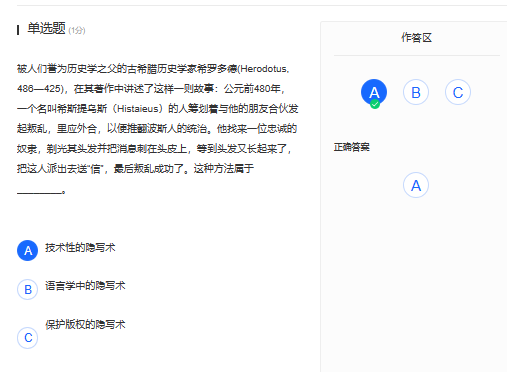 单选题 (1分)
被人们誉为历史学之父的古希腊历史学家希罗多德(Herodotus,
486—425)，在其著作中讲述了这样一则故事：公元前480年，
一个名叫希斯提乌斯（Histaieus）的人筹划着与他的朋友合伙发
起叛乱，里应外合，以便推翻波斯人的统治。他找来一位忠诚的
奴隶，剃光其头发并把消息刺在头皮上，等到头发又长起来了，
把这人派出去送“信”，最后叛乱成功了。这种方法属于
________。
A 技术性的隐写术
B 语言学中的隐写术
C 保护版权的隐写术
作答区
A B C
正确答案
A